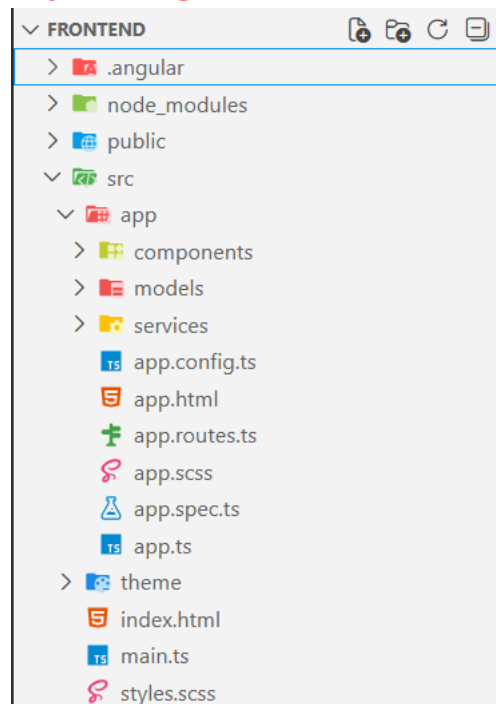 FRONTEND
.angular
node_modules
public
src
app
components
models
services
app.config.ts
app.html
app.routes.ts
app.scss
app.spec.ts
app.ts
theme
index.html
main.ts
styles.scss